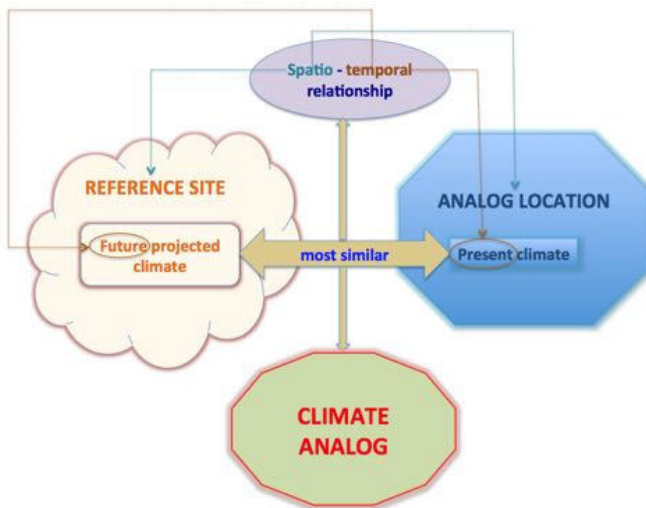 Spatio - temporal
relationship
REFERENCE SITE
ANALOG LOCATION
Future projected
climate
most similar
Present climate
CLIMATE
ANALOG